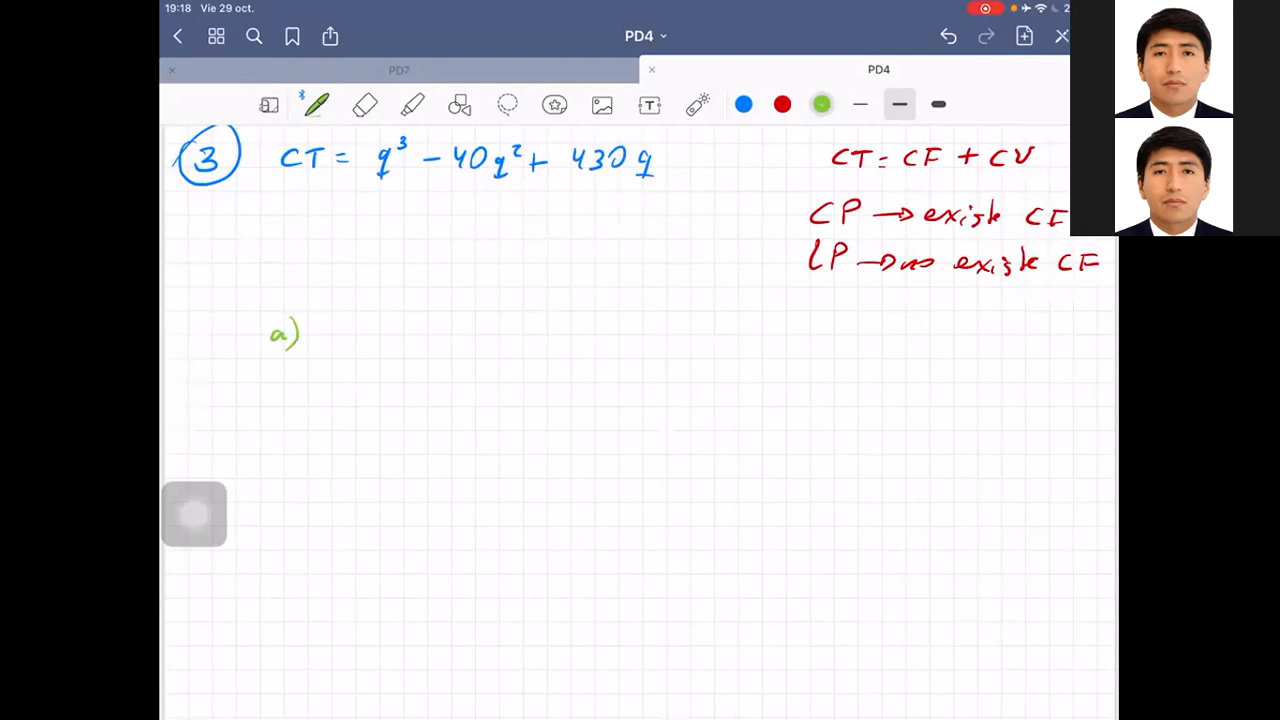 19:18 Vie 29 oct.
PD4
PD7
PD4
T
3 CT = q³ - 40q² + 430q
CT = CF + CV
CP → existe CF
LP → no existe CF
a)